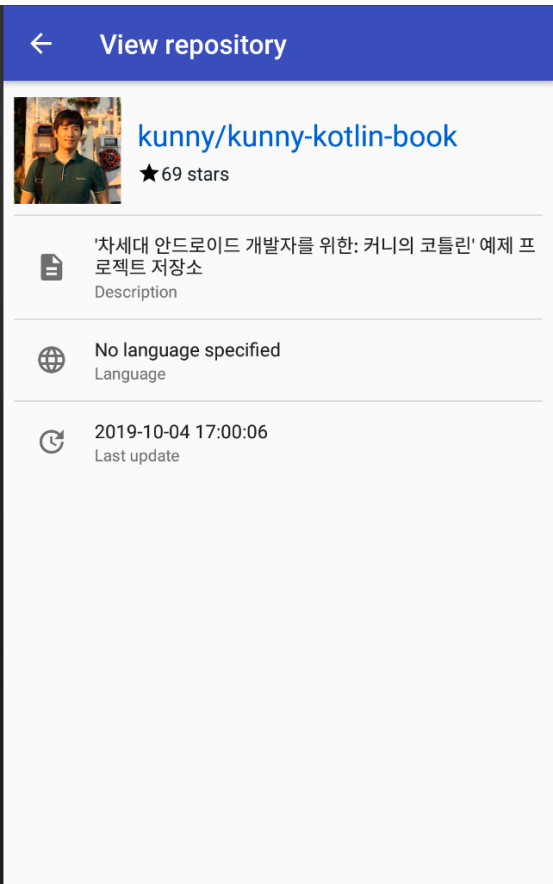 View repository
kunny/kunny-kotlin-book
★69 stars
'차세대 안드로이드 개발자를 위한: 커니의 코틀린' 예제 프
로젝트 저장소
Description
No language specified
Language
2019-10-04 17:00:06
Last update